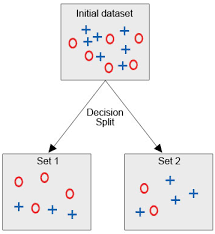 Initial dataset
Decision
Split
Set 1
Set 2